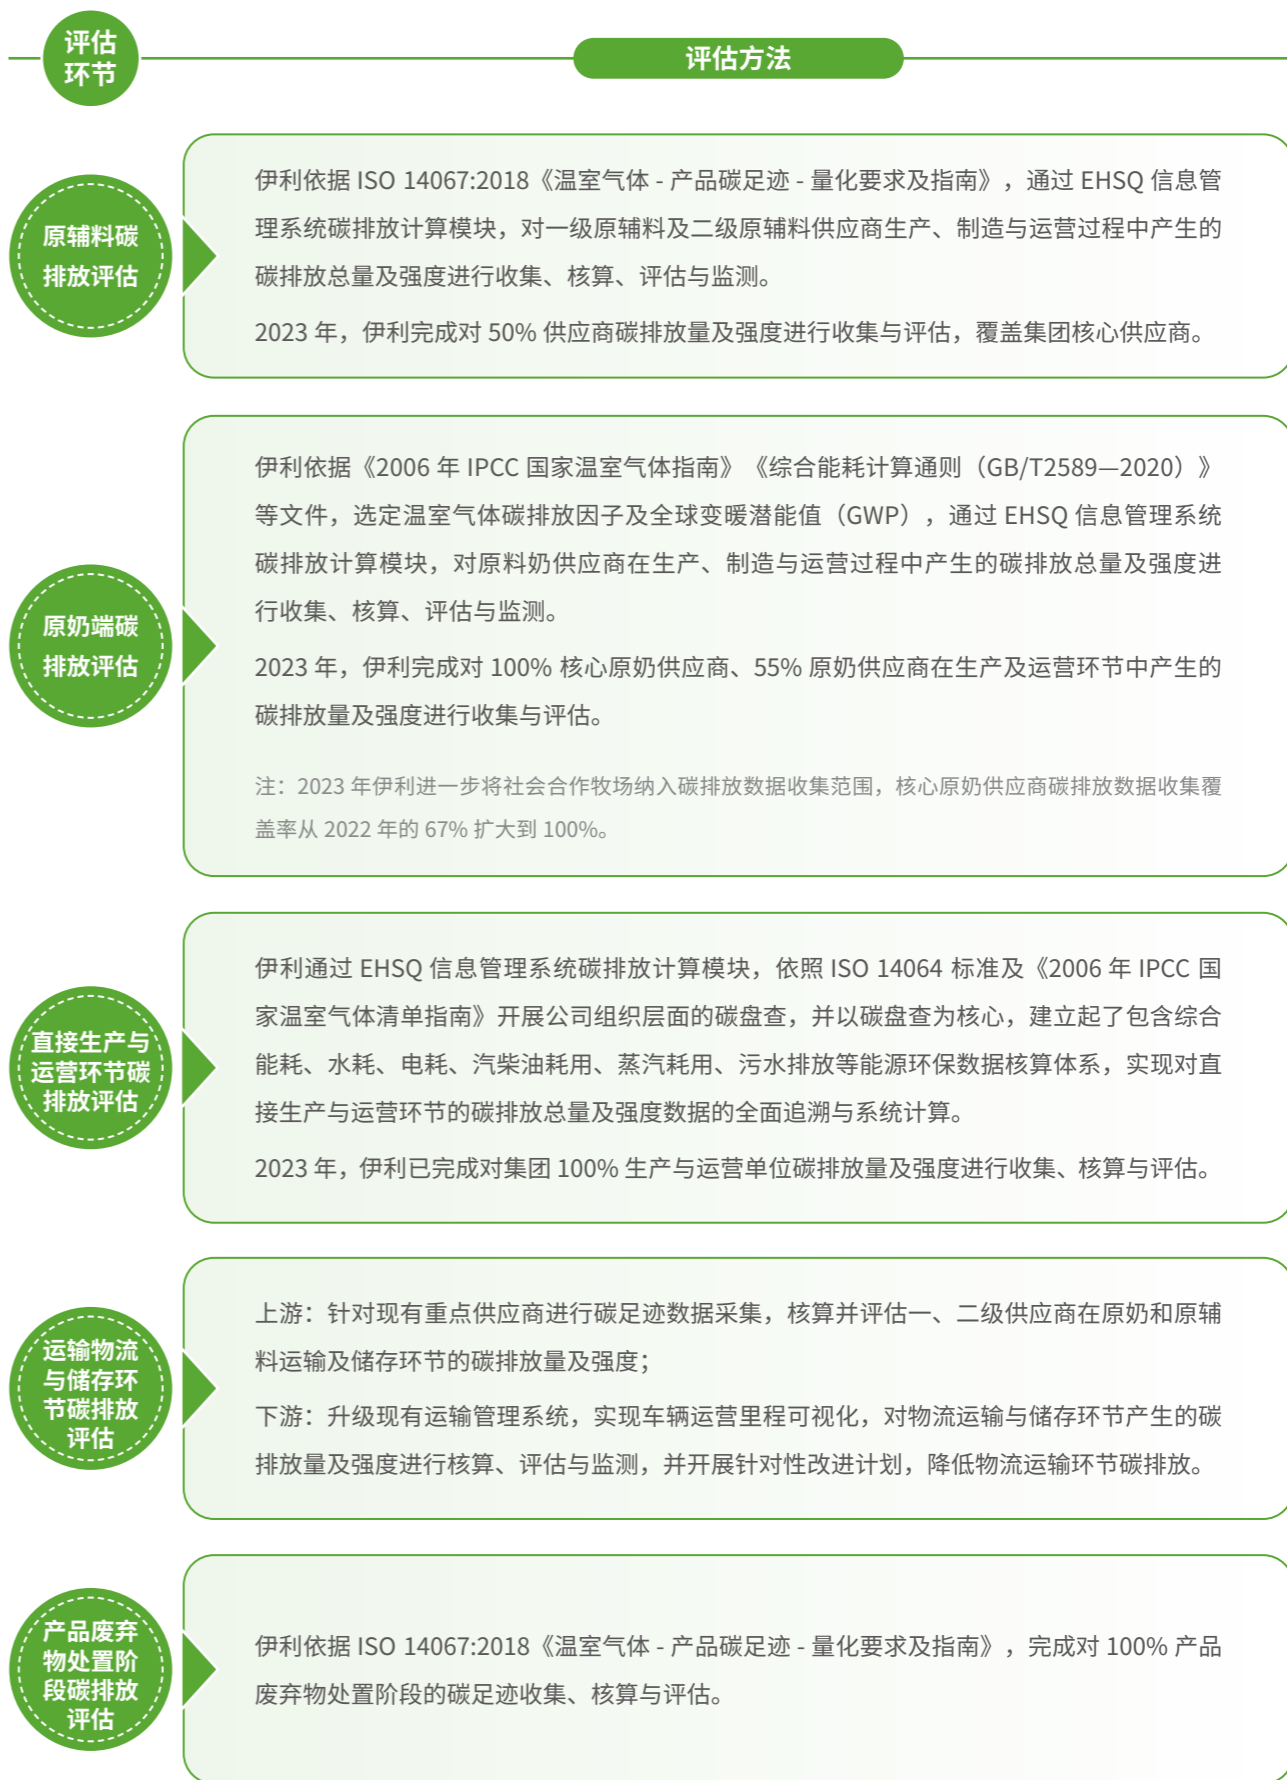 评估
环节
评估方法
原辅料碳
排放评估
伊利依据 ISO 14067:2018《温室气体 - 产品碳足迹 - 量化要求及指南》，通过 EHSQ 信息管
理系统碳排放计算模块，对一级原辅料及二级原辅料供应商生产、制造与运营过程中产生的
碳排放总量及强度进行收集、核算、评估与监测。
2023 年，伊利完成对 50% 供应商碳排放量及强度进行收集与评估，覆盖集团核心供应商。
原奶端碳
排放评估
伊利依据《2006 年 IPCC 国家温室气体指南》《综合能耗计算通则（GB/T2589—2020）》
等文件，选定温室气体碳排放因子及全球变暖潜能值（GWP），通过 EHSQ 信息管理系统
碳排放计算模块，对原料奶供应商在生产、制造与运营过程中产生的碳排放总量及强度进
行收集、核算、评估与监测。
2023 年，伊利完成对 100% 核心原奶供应商、55% 原奶供应商在生产及运营环节中产生的
碳排放量及强度进行收集与评估。
注：2023 年伊利进一步将社会合作牧场纳入碳排放数据收集范围，核心原奶供应商碳排放数据收集覆
盖率从 2022 年的 67% 扩大到 100%。
直接生产与
运营环节碳
排放评估
伊利通过 EHSQ 信息管理系统碳排放计算模块，依照 ISO 14064 标准及《2006 年 IPCC 国
家温室气体清单指南》开展公司组织层面的碳盘查，并以碳盘查为核心，建立起了包含综合
能耗、水耗、电耗、汽柴油耗用、蒸汽耗用、污水排放等能源环保数据核算体系，实现对直
接生产与运营环节的碳排放总量及强度数据的全面追溯与系统计算。
2023 年，伊利已完成对集团 100% 生产与运营单位碳排放量及强度进行收集、核算与评估。
运输物流
与储存环
节碳排放
评估
上游：针对现有重点供应商进行碳足迹数据采集，核算并评估一、二级供应商在原奶和原辅
料运输及储存环节的碳排放量及强度；
下游：升级现有运输管理系统，实现车辆运营里程可视化，对物流运输与储存环节产生的碳
排放量及强度进行核算、评估与监测，并开展针对性改进计划，降低物流运输环节碳排放。
产品废弃
物处置阶
段碳排放
评估
伊利依据 ISO 14067:2018《温室气体 - 产品碳足迹 - 量化要求及指南》，完成对 100% 产品
废弃物处置阶段的碳足迹收集、核算与评估。